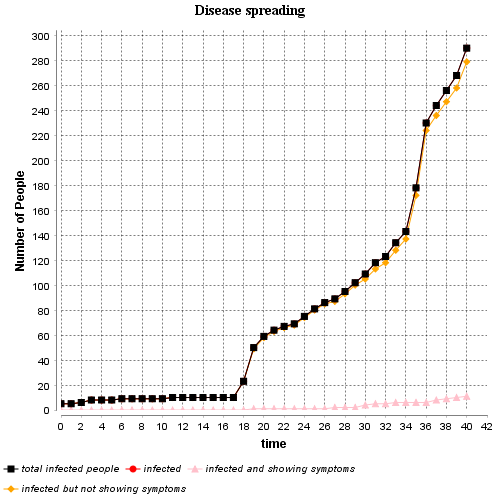 Disease spreading
300
280
260
240
220
200
180
160
140
120
100
80
60
40
20
0
Number of People
0 2 4 6 8 10 12 14 16 18 20 22 24 26 28 30 32 34 36 38 40 42
time
total infected people infected infected and showing symptoms
infected but not showing symptoms